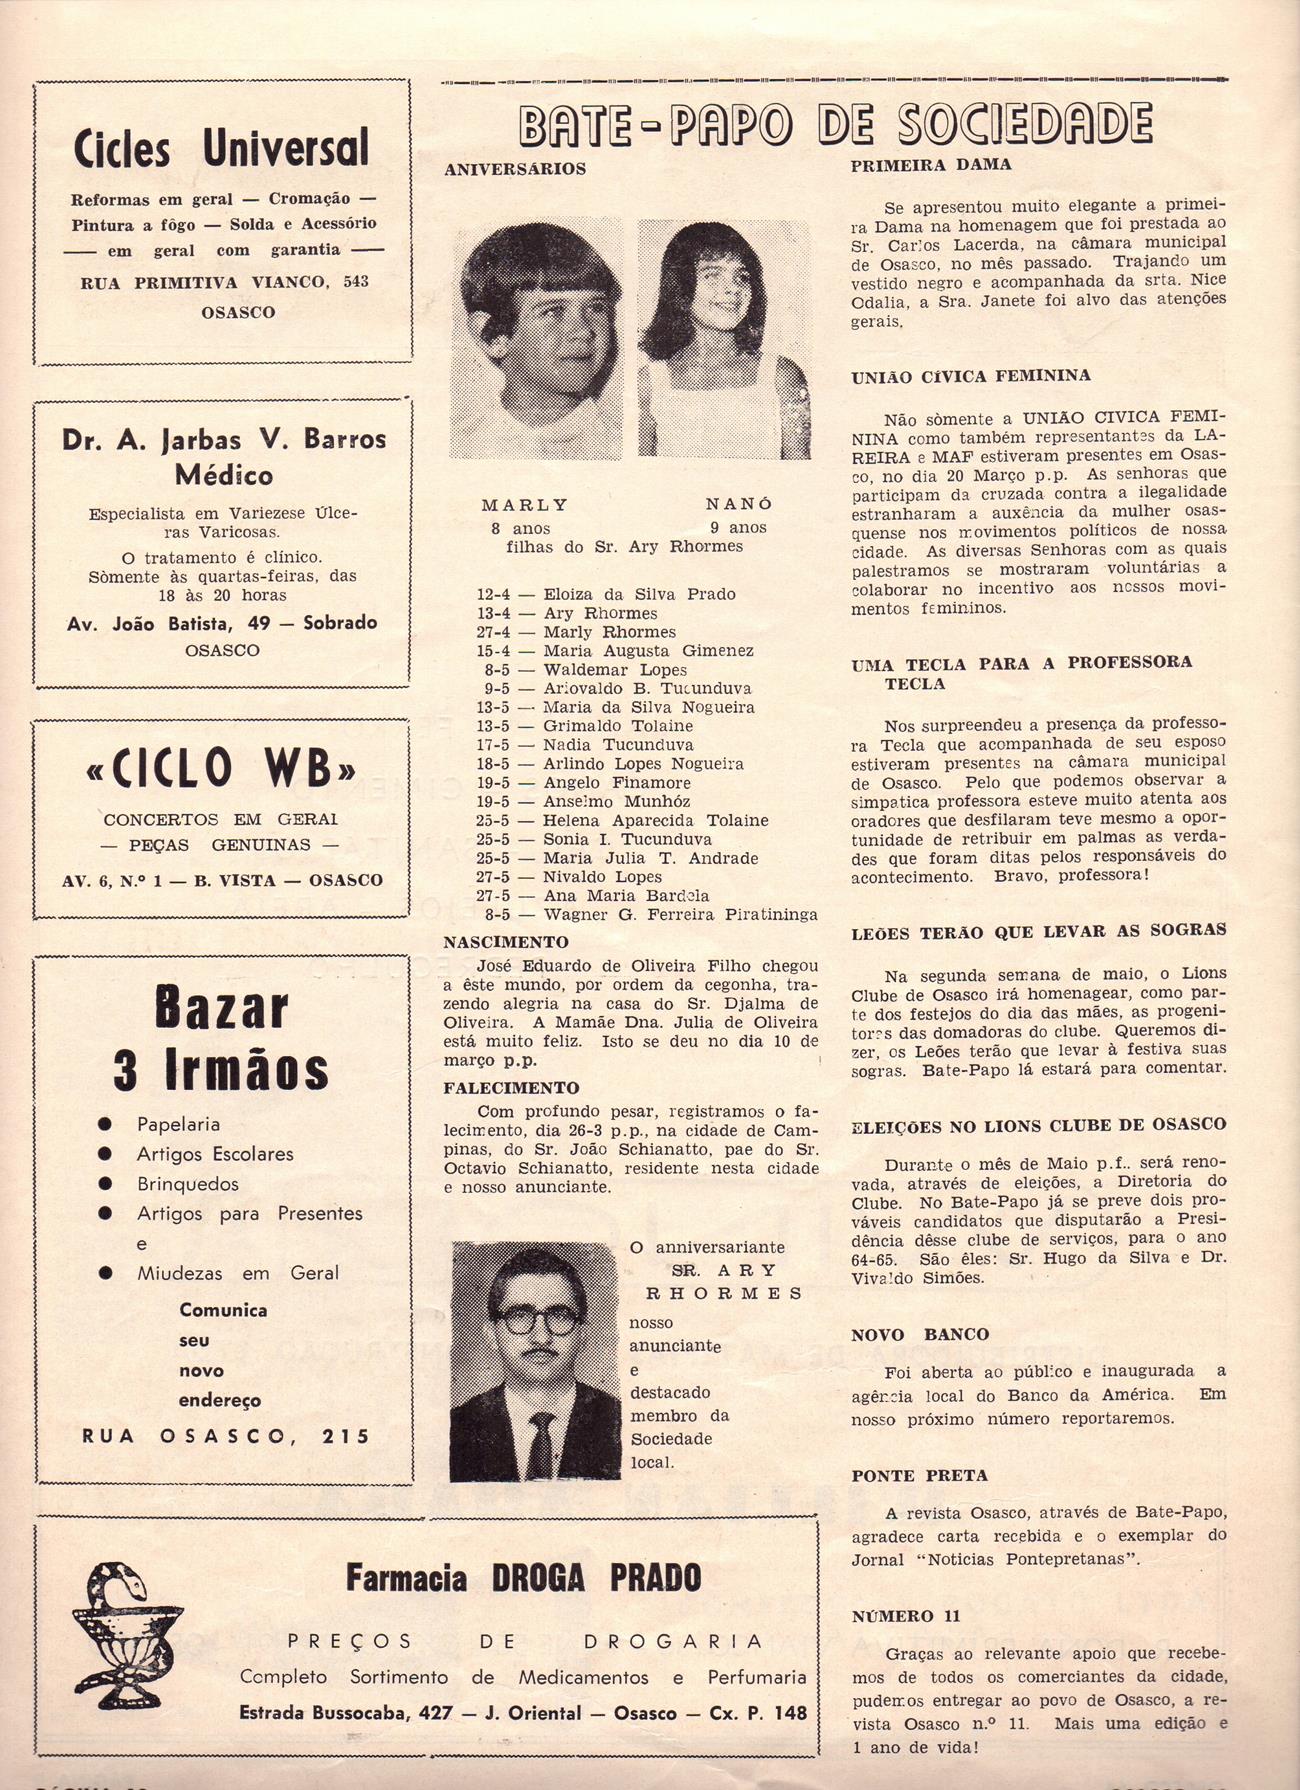 Cicles Universal
Reformas em geral — Cromação —
Pintura a fôgo — Solda e Acessório
— em geral com garantia —
RUA PRIMITIVA VIANCO, 543
OSASCO
Dr. A. Jarbas V. Barros
Médico
Especialista em Variezese Úlce-
ras Varicosas.
O tratamento é clínico.
Sòmente às quartas-feiras, das
18 às 20 horas
Av. João Batista, 49 — Sobrado
OSASCO
«CICLO WB»
CONCERTOS EM GERAL
— PEÇAS GENUINAS —
AV. 6, N.º 1 — B. VISTA — OSASCO
Bazar
3 Irmãos
● Papelaria
● Artigos Escolares
● Brinquedos
● Artigos para Presentes
e
● Miudezas em Geral
Comunica
seu
novo
endereço
RUA OSASCO, 215
BATE-PAPO DE SOCIEDADE
ANIVERSÁRIOS
MARLY NANÓ
8 anos 9 anos
filhas do Sr. Ary Rhormes
12-4 — Eloiza da Silva Prado
13-4 — Ary Rhormes
27-4 — Marly Rhormes
15-4 — Maria Augusta Gimenez
8-5 — Waldemar Lopes
9-5 — Ariovaldo B. Tucunduva
13-5 — Maria da Silva Nogueira
13-5 — Grimaldo Tolaine
17-5 — Nadia Tucunduva
18-5 — Arlindo Lopes Nogueira
19-5 — Angelo Finamore
19-5 — Anselmo Munhóz
25-5 — Helena Aparecida Tolaine
25-5 — Sonia I. Tucunduva
25-5 — Maria Julia T. Andrade
27-5 — Nivaldo Lopes
27-5 — Ana Maria Bardela
8-5 — Wagner G. Ferreira Piratininga
NASCIMENTO
José Eduardo de Oliveira Filho chegou
a êste mundo, por ordem da cegonha, tra-
zendo alegria na casa do Sr. Djalma de
Oliveira. A Mamãe Dna. Julia de Oliveira
está muito feliz. Isto se deu no dia 10 de
março p.p.
FALECIMENTO
Com profundo pesar, registramos o fa-
lecimento, dia 26-3 p.p., na cidade de Cam-
pinas, do Sr. João Schianatto, pae do Sr.
Octavio Schianatto, residente nesta cidade
e nosso anunciante.
O anniversariante
SR. ARY
RHORMES
nosso
anunciante
e
destacado
membro da
Sociedade
local.
PRIMEIRA DAMA
Se apresentou muito elegante a primei-
ra Dama na homenagem que foi prestada ao
Sr. Carlos Lacerda, na câmara municipal
de Osasco, no mês passado. Trajando um
vestido negro e acompanhada da srta. Nice
Odalia, a Sra. Janete foi alvo das atenções
gerais.
UNIÃO CÍVICA FEMININA
Não sòmente a UNIÃO CIVICA FEMI-
NINA como também representantes da LA-
REIRA e MAF estiveram presentes em Osas-
co, no dia 20 Março p.p. As senhoras que
participam da cruzada contra a ilegalidade
estranharam a auxência da mulher osas-
quense nos movimentos políticos de nossa
cidade. As diversas Senhoras com as quais
palestramos se mostraram voluntárias a
colaborar no incentivo aos nossos movi-
mentos femininos.
UMA TECLA PARA A PROFESSORA
TECLA
Nos surpreendeu a presença da professo-
ra Tecla que acompanhada de seu esposo
estiveram presentes na câmara municipal
de Osasco. Pelo que podemos observar a
simpatica professora esteve muito atenta aos
oradores que desfilaram teve mesmo a opor-
tunidade de retribuir em palmas as verda-
des que foram ditas pelos responsáveis do
acontecimento. Bravo, professora!
LEÕES TERÃO QUE LEVAR AS SOGRAS
Na segunda semana de maio, o Lions
Clube de Osasco irá homenagear, como par-
te dos festejos do dia das mães, as progeni-
tores das domadoras do clube. Queremos di-
zer, os Leões terão que levar à festiva suas
sogras. Bate-Papo lá estará para comentar.
ELEIÇÕES NO LIONS CLUBE DE OSASCO
Durante o mês de Maio p.f.. será reno-
vada, através de eleições, a Diretoria do
Clube. No Bate-Papo já se preve dois pro-
váveis candidatos que disputarão a Presi-
dência dêsse clube de serviços, para o ano
64-65. São êles: Sr. Hugo da Silva e Dr.
Vivaldo Simões.
NOVO BANCO
Foi aberta ao público e inaugurada a
agência local do Banco da América. Em
nosso próximo número reportaremos.
PONTE PRETA
A revista Osasco, através de Bate-Papo,
agradece carta recebida e o exemplar do
Jornal “Noticias Pontepretanas”.
NÚMERO 11
Graças ao relevante apoio que recebe-
mos de todos os comerciantes da cidade,
pudemos entregar ao povo de Osasco, a re-
vista Osasco n.º 11. Mais uma edição e
1 ano de vida!
Farmacia DROGA PRADO
PREÇOS DE DROGARIA
Completo Sortimento de Medicamentos e Perfumaria
Estrada Bussocaba, 427 — J. Oriental — Osasco — Cx. P. 148